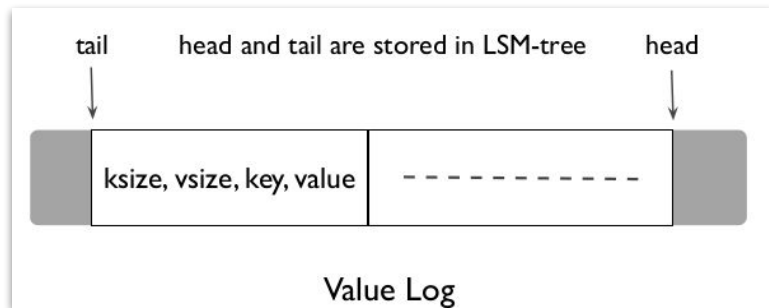 tail head and tail are stored in LSM-tree head
ksize, vsize, key, value
Value Log